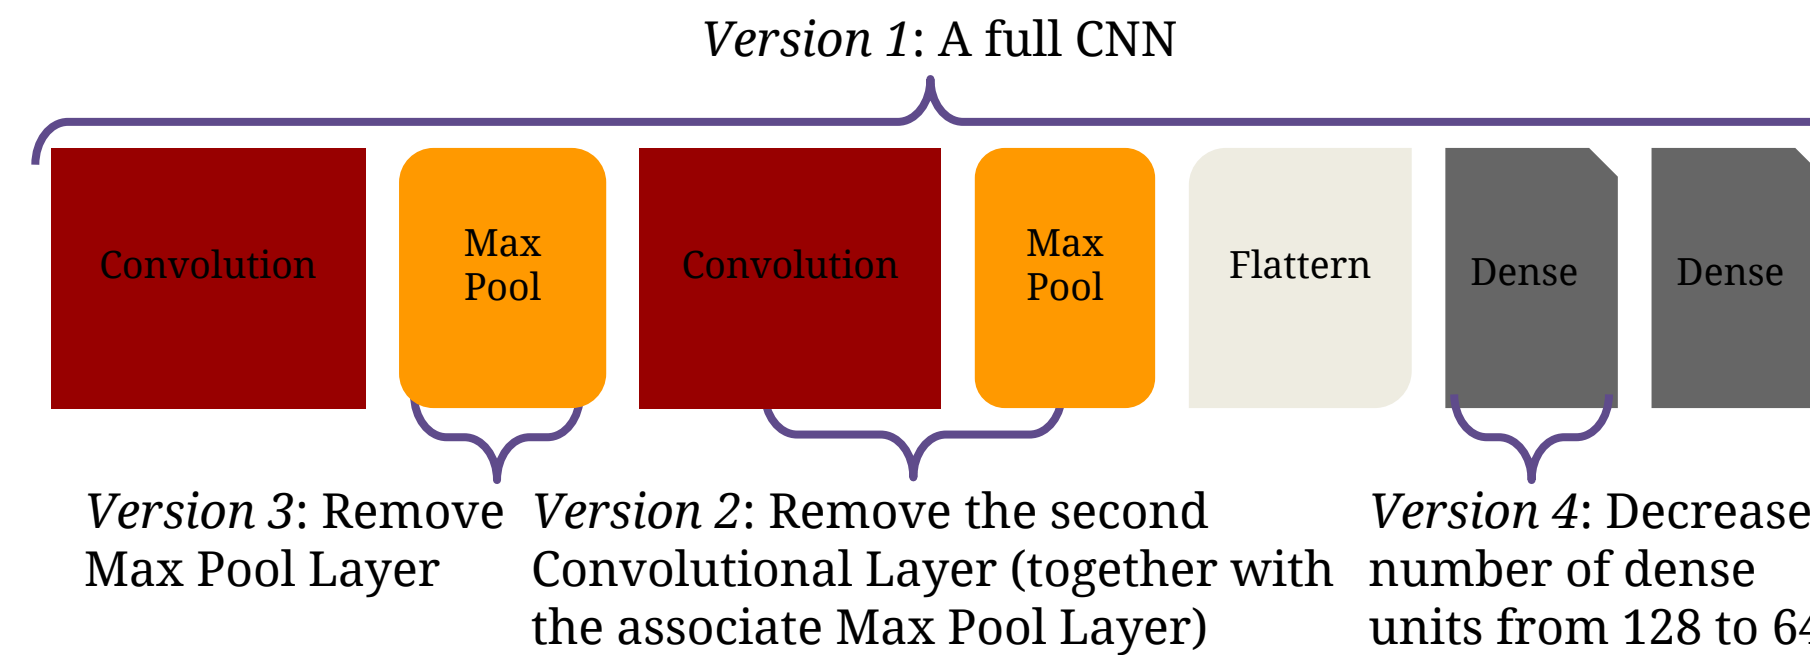 Version 1: A full CNN
Convolution
Max
Pool
Convolution
Max
Pool
Flattern
Dense
Dense
Version 3: Remove
Max Pool Layer
Version 2: Remove the second
Convolutional Layer (together with
the associate Max Pool Layer)
Version 4: Decrease
number of dense
units from 128 to 64